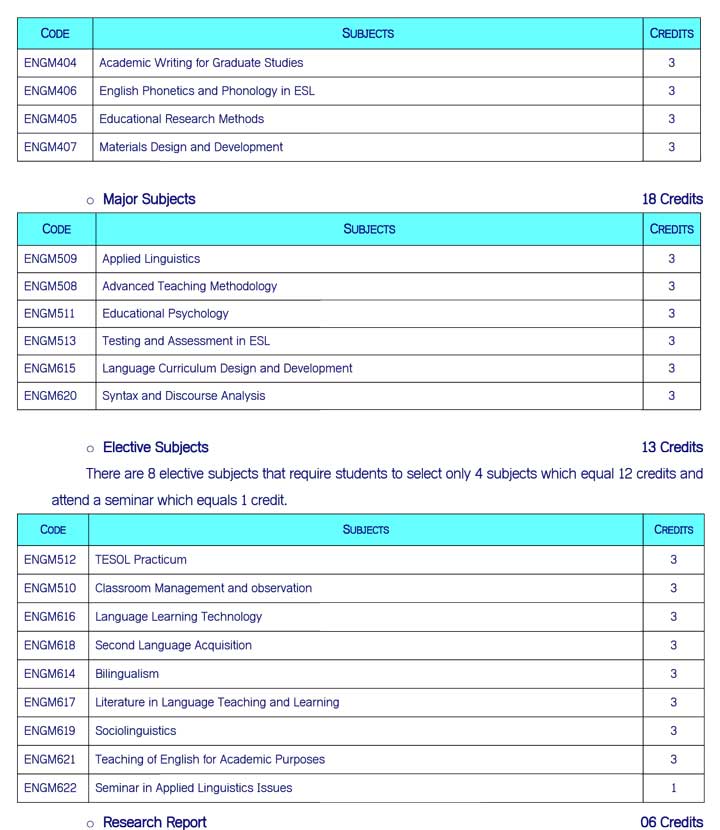 CODE SUBJECTS CREDITS
ENGM404 Academic Writing for Graduate Studies 3
ENGM406 English Phonetics and Phonology in ESL 3
ENGM405 Educational Research Methods 3
ENGM407 Materials Design and Development 3
○ Major Subjects 18 Credits
CODE SUBJECTS CREDITS
ENGM509 Applied Linguistics 3
ENGM508 Advanced Teaching Methodology 3
ENGM511 Educational Psychology 3
ENGM513 Testing and Assessment in ESL 3
ENGM615 Language Curriculum Design and Development 3
ENGM620 Syntax and Discourse Analysis 3
○ Elective Subjects 13 Credits
There are 8 elective subjects that require students to select only 4 subjects which equal 12 credits and
attend a seminar which equals 1 credit.
CODE SUBJECTS CREDITS
ENGM512 TESOL Practicum 3
ENGM510 Classroom Management and observation 3
ENGM616 Language Learning Technology 3
ENGM618 Second Language Acquisition 3
ENGM614 Bilingualism 3
ENGM617 Literature in Language Teaching and Learning 3
ENGM619 Sociolinguistics 3
ENGM621 Teaching of English for Academic Purposes 3
ENGM622 Seminar in Applied Linguistics Issues 1
○ Research Report 06 Credits